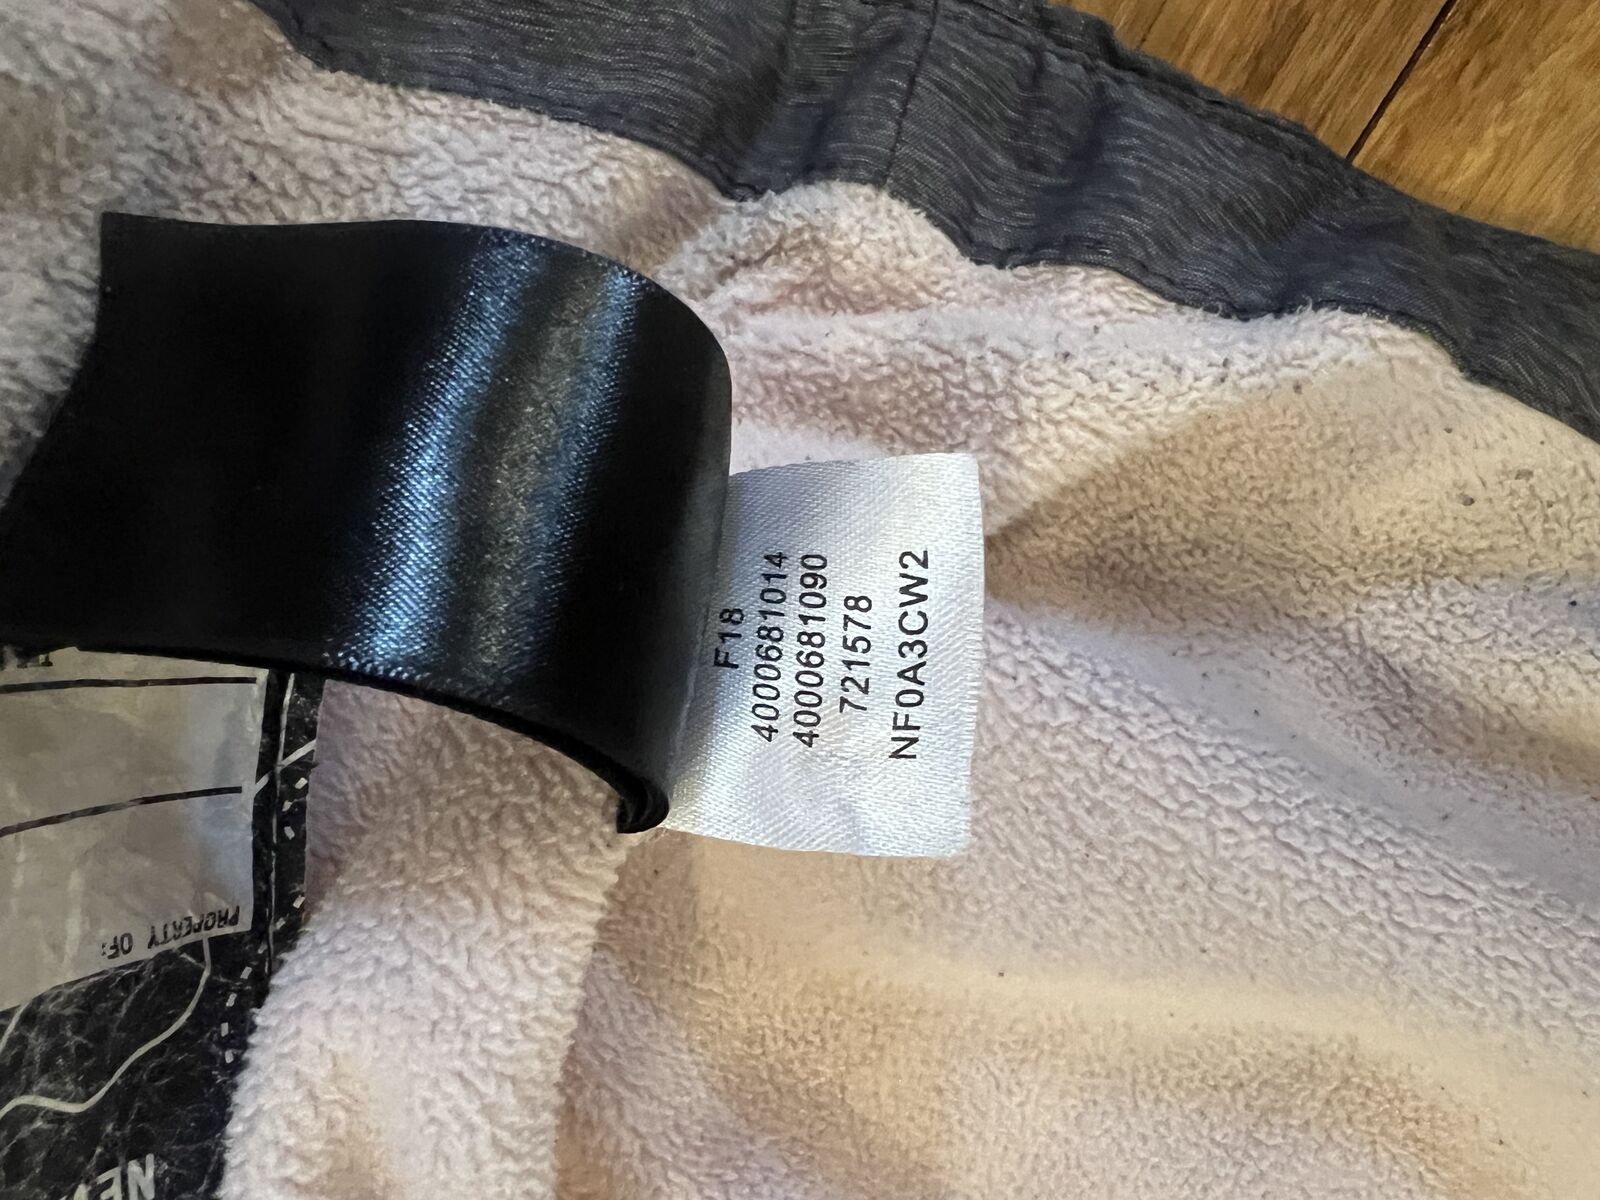 F18
4000681014
4000681090
721578
NF0A3CW2
PROPERTY OF: